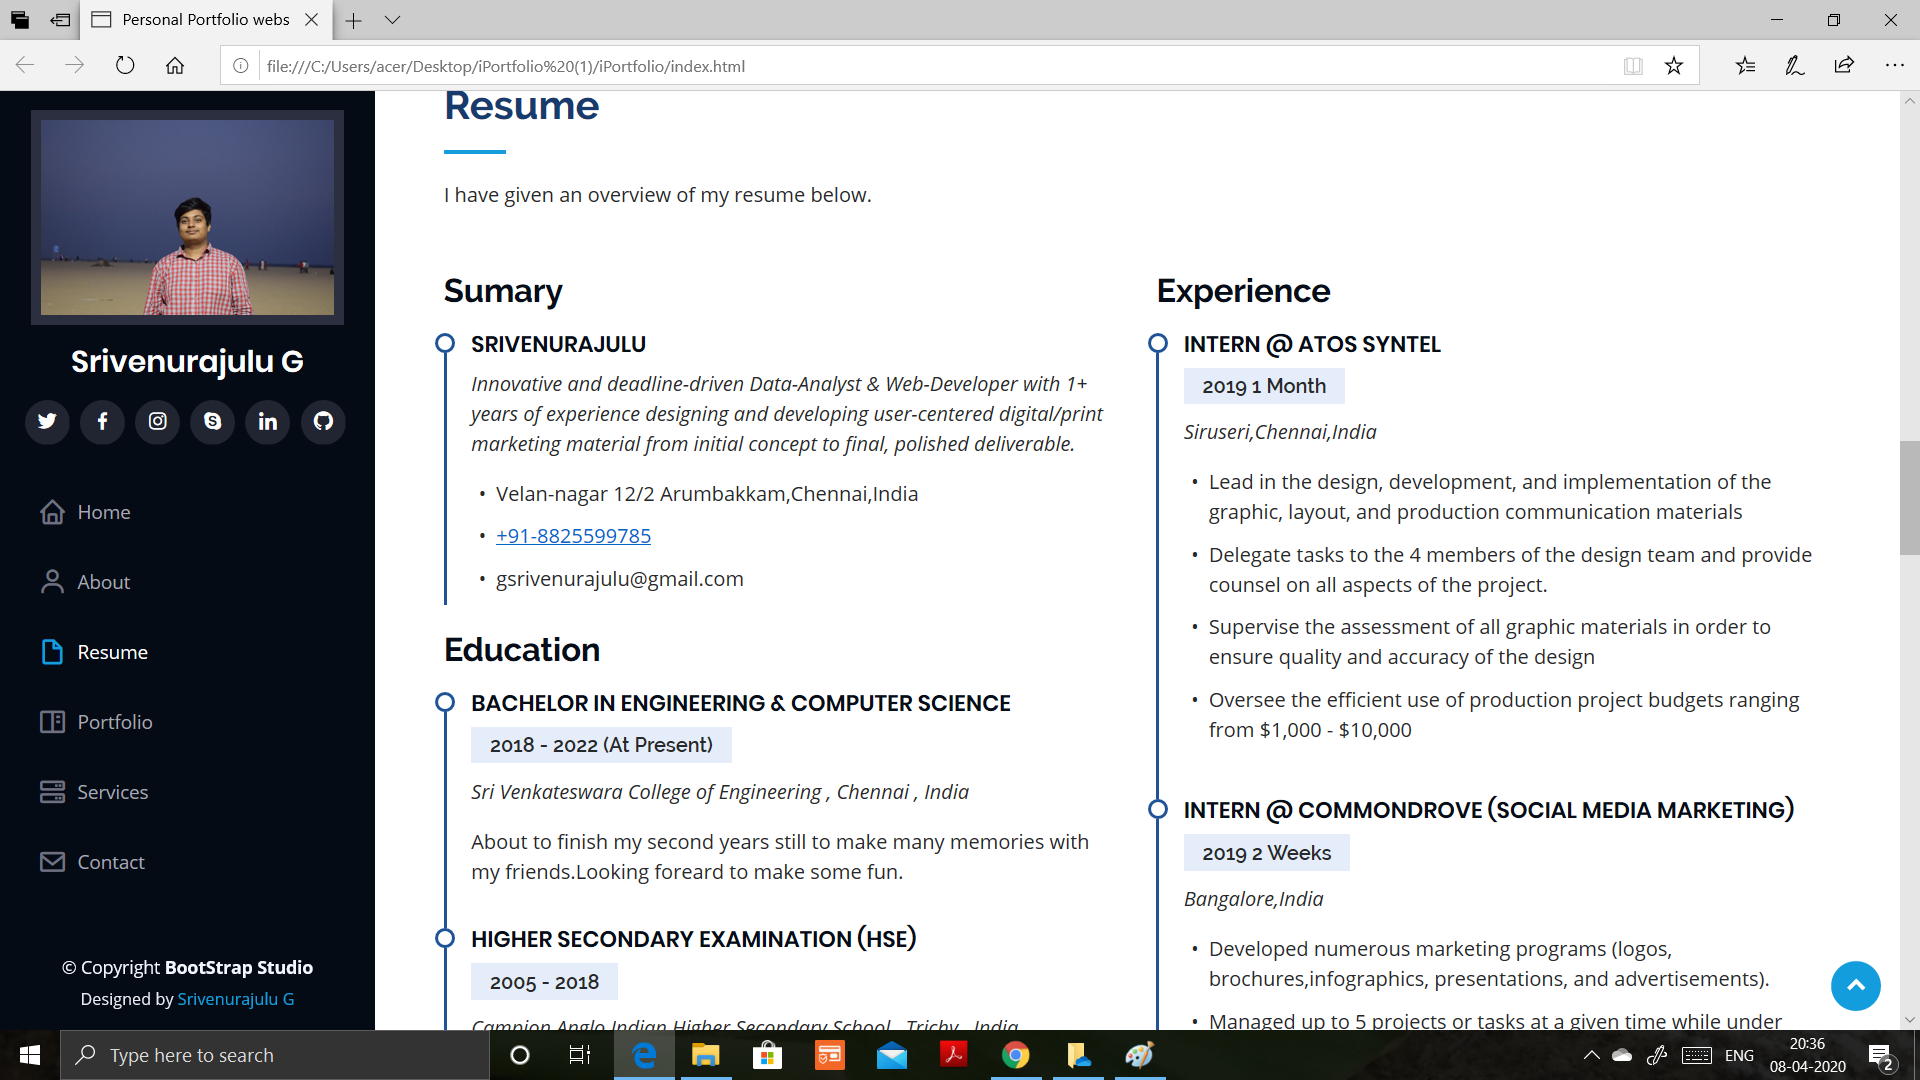 Personal Portfolio webs
file:///C:/Users/acer/Desktop/iPortfolio%20(1)/iPortfolio/index.html
Srivenurajulu G
Home
About
Resume
Portfolio
Services
Contact
© Copyright BootStrap Studio
Designed by Srivenurajulu G
Resume
I have given an overview of my resume below.
Sumary
SRIVENURAJULU
Innovative and deadline-driven Data-Analyst & Web-Developer with 1+
years of experience designing and developing user-centered digital/print
marketing material from initial concept to final, polished deliverable.
• Velan-nagar 12/2 Arumbakkam,Chennai,India
• +91-8825599785
• gsrivenurajulu@gmail.com
Education
BACHELOR IN ENGINEERING & COMPUTER SCIENCE
2018 - 2022 (At Present)
Sri Venkateswara College of Engineering , Chennai , India
About to finish my second years still to make many memories with
my friends.Looking foreard to make some fun.
HIGHER SECONDARY EXAMINATION (HSE)
2005 - 2018
Campion Anglo Indian Higher Secondary School , Trichy , India
Experience
INTERN @ ATOS SYNTEL
2019 1 Month
Siruseri,Chennai,India
• Lead in the design, development, and implementation of the
graphic, layout, and production communication materials
• Delegate tasks to the 4 members of the design team and provide
counsel on all aspects of the project.
• Supervise the assessment of all graphic materials in order to
ensure quality and accuracy of the design
• Oversee the efficient use of production project budgets ranging
from $1,000 - $10,000
INTERN @ COMMONDROVE (SOCIAL MEDIA MARKETING)
2019 2 Weeks
Bangalore,India
• Developed numerous marketing programs (logos,
brochures,infographics, presentations, and advertisements).
• Managed up to 5 projects or tasks at a given time while under
Type here to search
ENG
20:36
08-04-2020
2